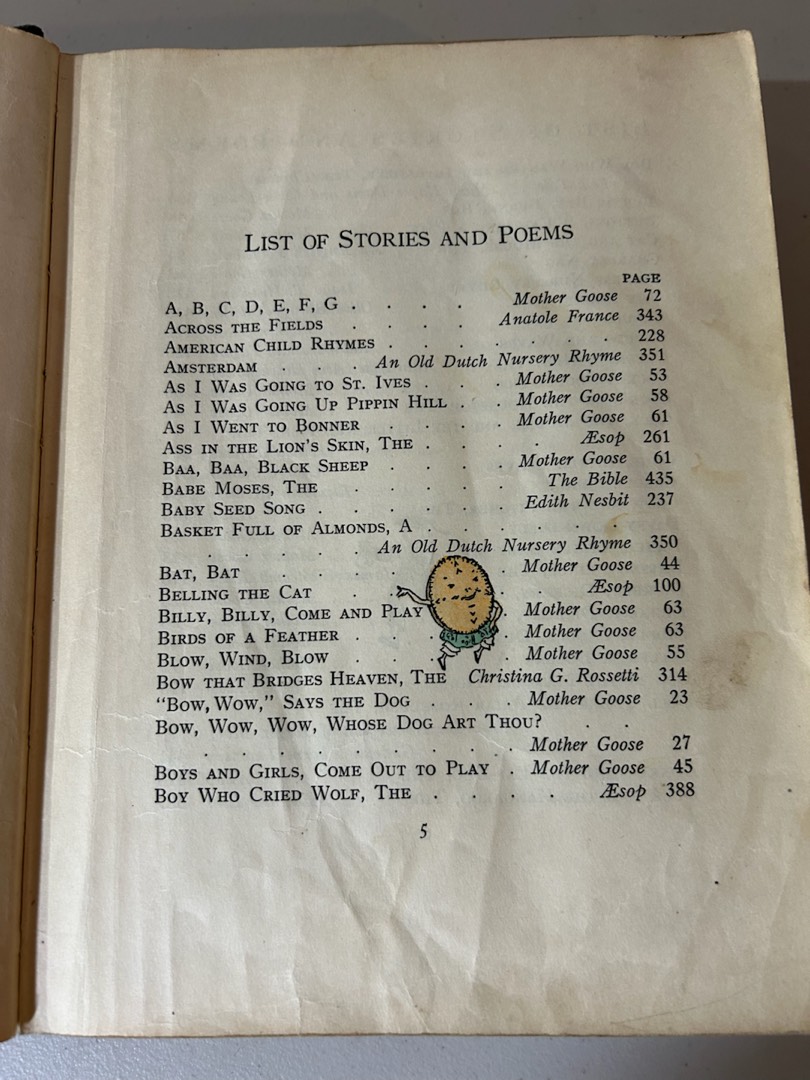 LIST OF STORIES AND POEMS
PAGE
A, B, C, D, E, F, G . . . . Mother Goose 72
ACROSS THE FIELDS . . . . Anatole France 343
AMERICAN CHILD RHYMES . . . . . . . 228
AMSTERDAM . . . An Old Dutch Nursery Rhyme 351
AS I WAS GOING TO ST. IVES . . . Mother Goose 53
AS I WAS GOING UP PIPPIN HILL . . Mother Goose 58
AS I WENT TO BONNER . . . . Mother Goose 61
ASS IN THE LION'S SKIN, THE . . . . Æsop 261
BAA, BAA, BLACK SHEEP . . . . Mother Goose 61
BABE MOSES, THE . . . . . The Bible 435
BABY SEED SONG . . . . . . Edith Nesbit 237
BASKET FULL OF ALMONDS, A . . . . . .
. . . . . An Old Dutch Nursery Rhyme 350
BAT, BAT . . . . . Mother Goose 44
BELLING THE CAT . . . . Æsop 100
BILLY, BILLY, COME AND PLAY . Mother Goose 63
BIRDS OF A FEATHER . . . . Mother Goose 63
BLOW, WIND, BLOW . . . . Mother Goose 55
BOW THAT BRIDGES HEAVEN, THE Christina G. Rossetti 314
"BOW, WOW," SAYS THE DOG . . . Mother Goose 23
BOW, WOW, WOW, WHOSE DOG ART THOU? . .
. . . . . . . . . Mother Goose 27
BOYS AND GIRLS, COME OUT TO PLAY . Mother Goose 45
BOY WHO CRIED WOLF, THE . . . . Æsop 388
5